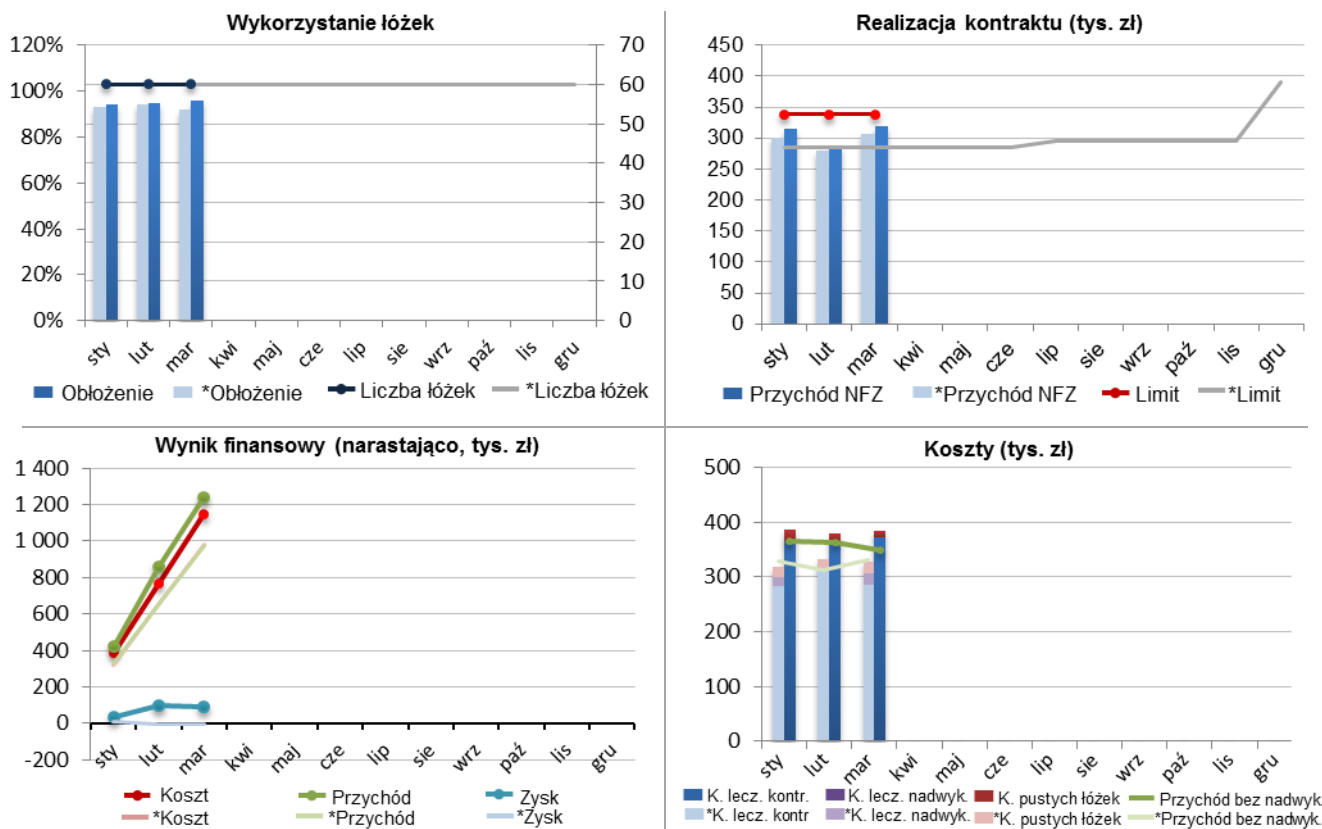 Wykorzystanie łóżek
120%
100%
80%
60%
40%
20%
0%
70
60
50
40
30
20
10
0
sty lut mar kwi maj cze lip sie wrz paź lis gru
Obłożenie *Obłożenie Liczba łóżek *Liczba łóżek
Realizacja kontraktu (tys. zł)
450
400
350
300
250
200
150
100
50
0
sty lut mar kwi maj cze lip sie wrz paź lis gru
Przychód NFZ *Przychód NFZ Limit *Limit
Wynik finansowy (narastająco, tys. zł)
1 400
1 200
1 000
800
600
400
200
0
-200
sty lut mar kwi maj cze lip sie wrz paź lis gru
Koszt Przychód Zysk
*Koszt *Przychód *Zysk
Koszty (tys. zł)
500
400
300
200
100
0
sty lut mar kwi maj cze lip sie wrz paź lis gru
K. lecz. kontr. K. lecz. nadwyk. K. pustych łóżek Przychód bez nadwyk.
*K. lecz. kontr *K. lecz. nadwyk. *K. pustych łóżek *Przychód bez nadwyk.